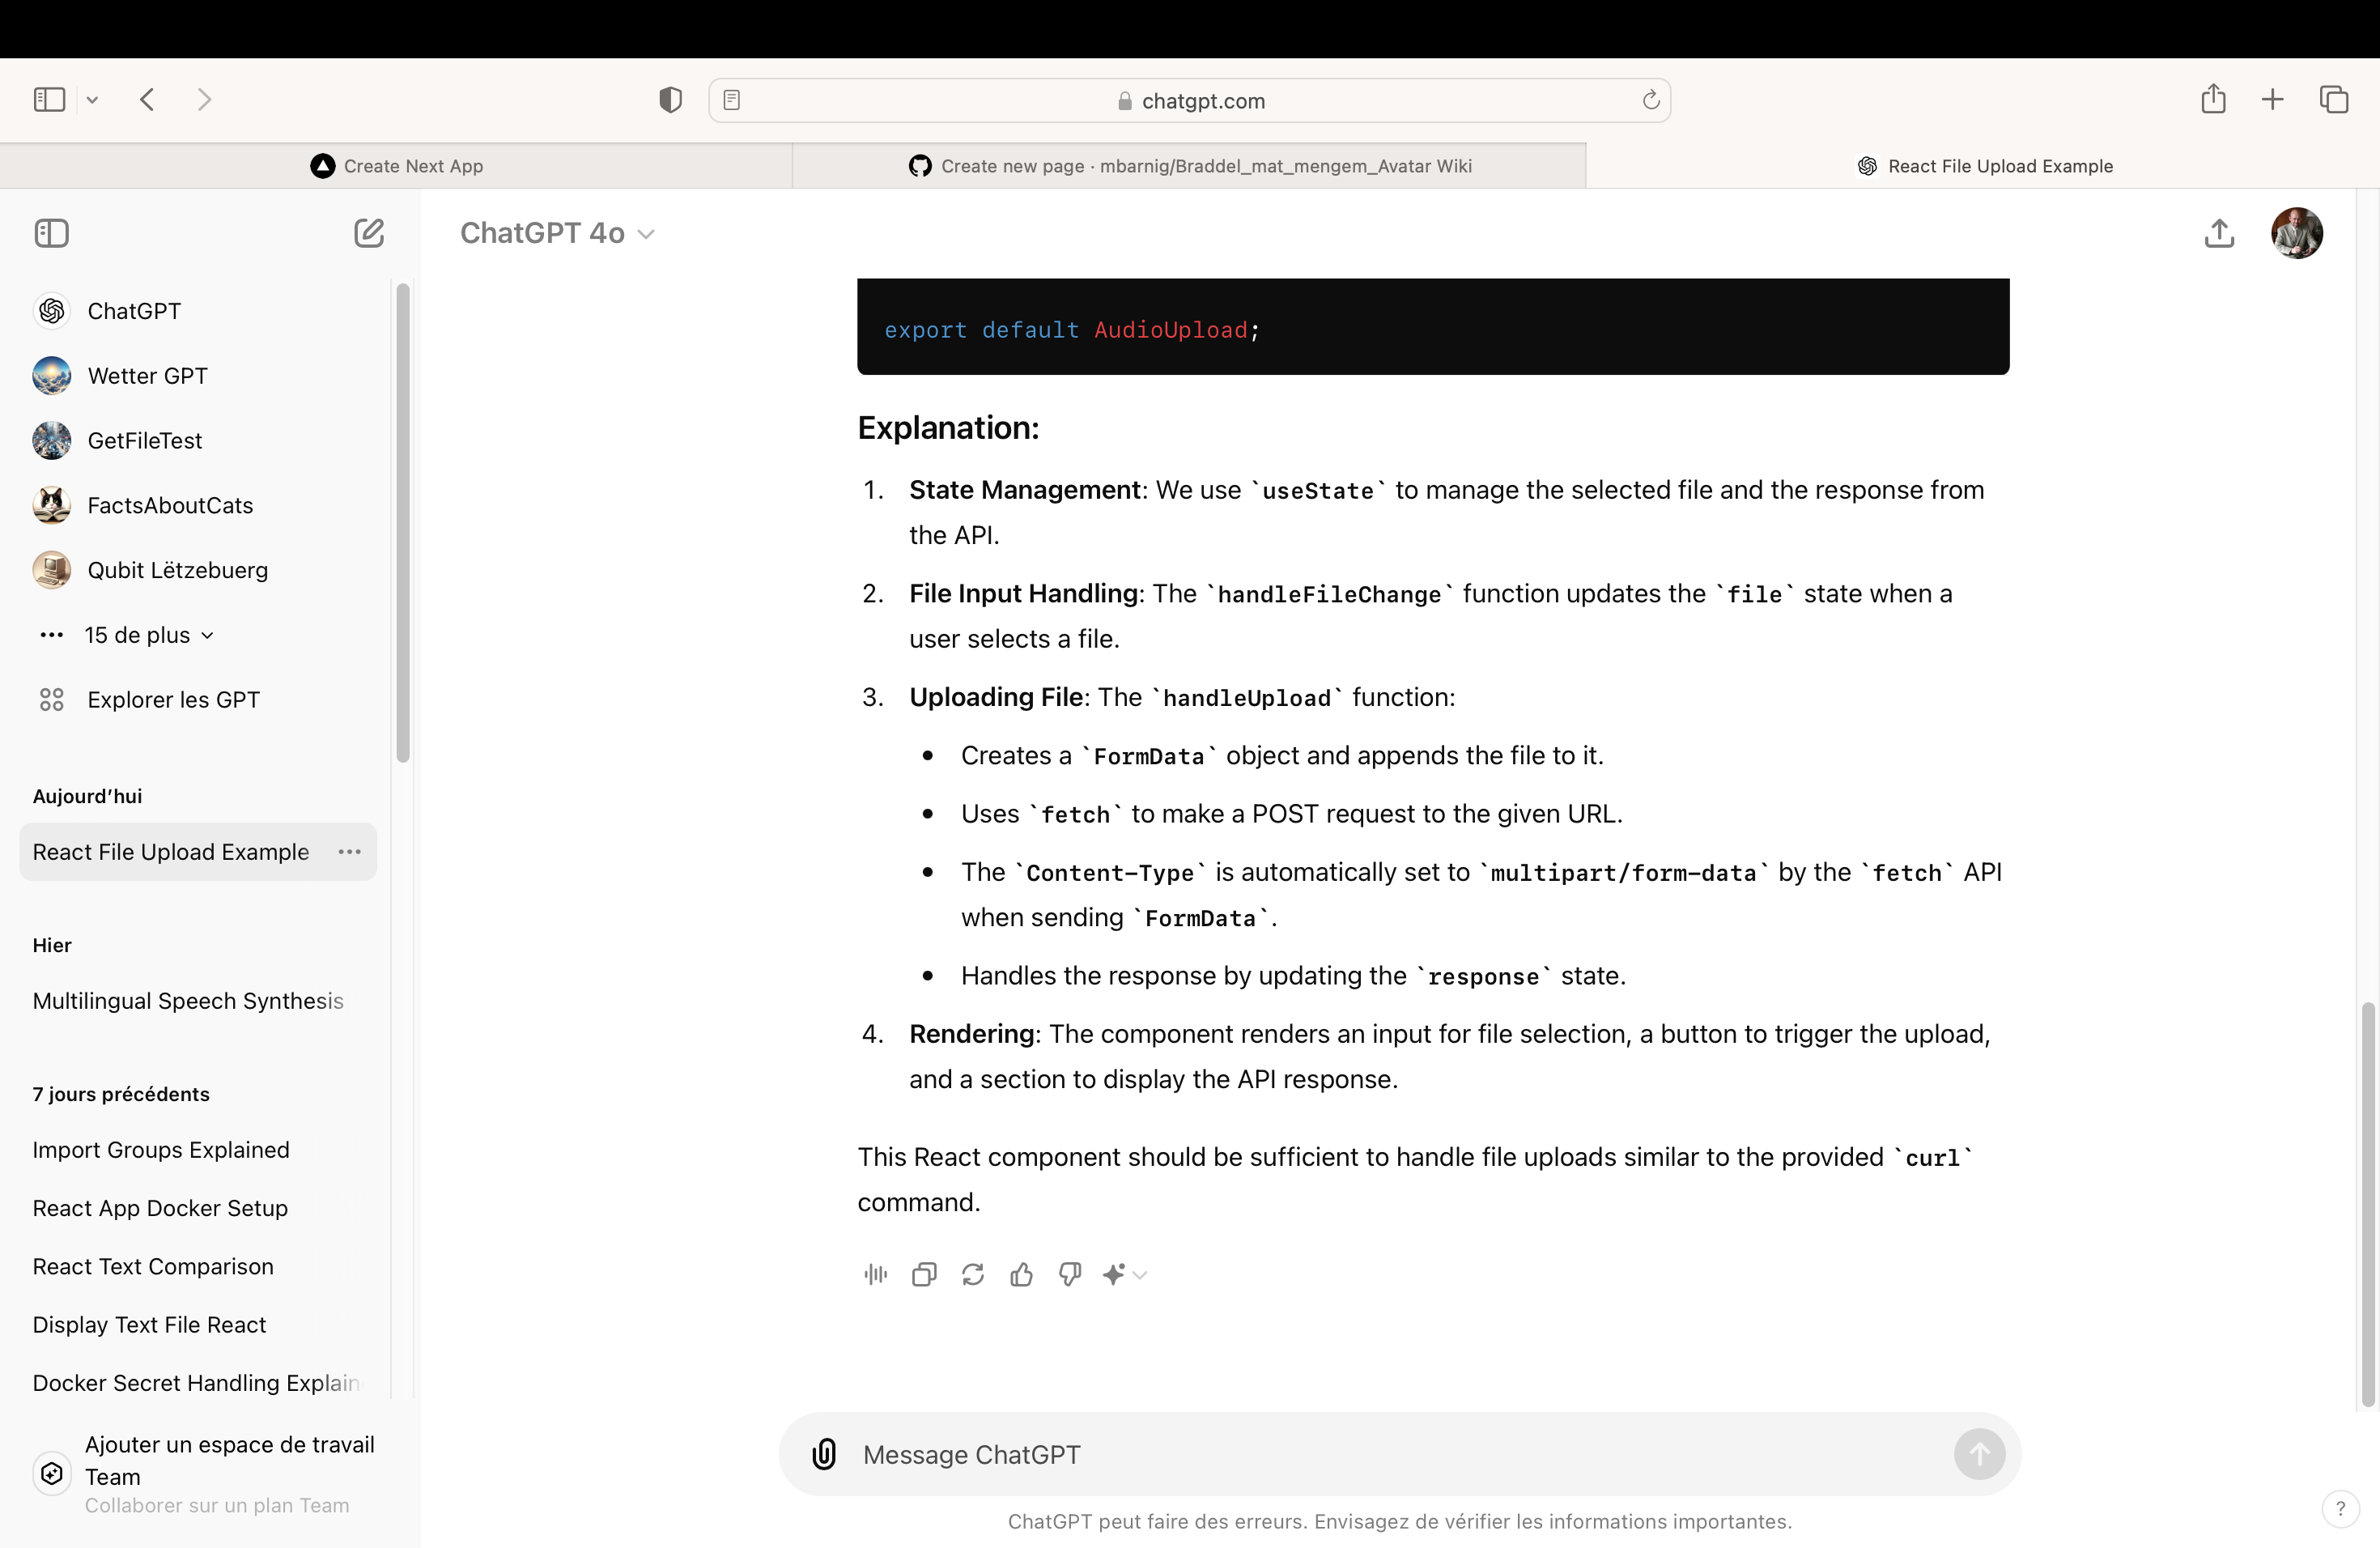 chatgpt.com
Create Next App
Create new page · mbarnig/Braddel_mat_mengem_Avatar Wiki
React File Upload Example
ChatGPT 4o
ChatGPT
Wetter GPT
GetFileTest
FactsAboutCats
Qubit Lëtzebuerg
15 de plus
Explorer les GPT
Aujourd’hui
React File Upload Example
Hier
Multilingual Speech Synthesis
7 jours précédents
Import Groups Explained
React App Docker Setup
React Text Comparison
Display Text File React
Docker Secret Handling Explain
Ajouter un espace de travail
Team
Collaborer sur un plan Team
export default AudioUpload;
Explanation:
1. State Management: We use `useState` to manage the selected file and the response from
the API.
2. File Input Handling: The `handleFileChange` function updates the `file` state when a
user selects a file.
3. Uploading File: The `handleUpload` function:
• Creates a `FormData` object and appends the file to it.
• Uses `fetch` to make a POST request to the given URL.
• The `Content-Type` is automatically set to `multipart/form-data` by the `fetch` API
when sending `FormData`.
• Handles the response by updating the `response` state.
4. Rendering: The component renders an input for file selection, a button to trigger the upload,
and a section to display the API response.
This React component should be sufficient to handle file uploads similar to the provided `curl`
command.
Message ChatGPT
ChatGPT peut faire des erreurs. Envisagez de vérifier les informations importantes.
?